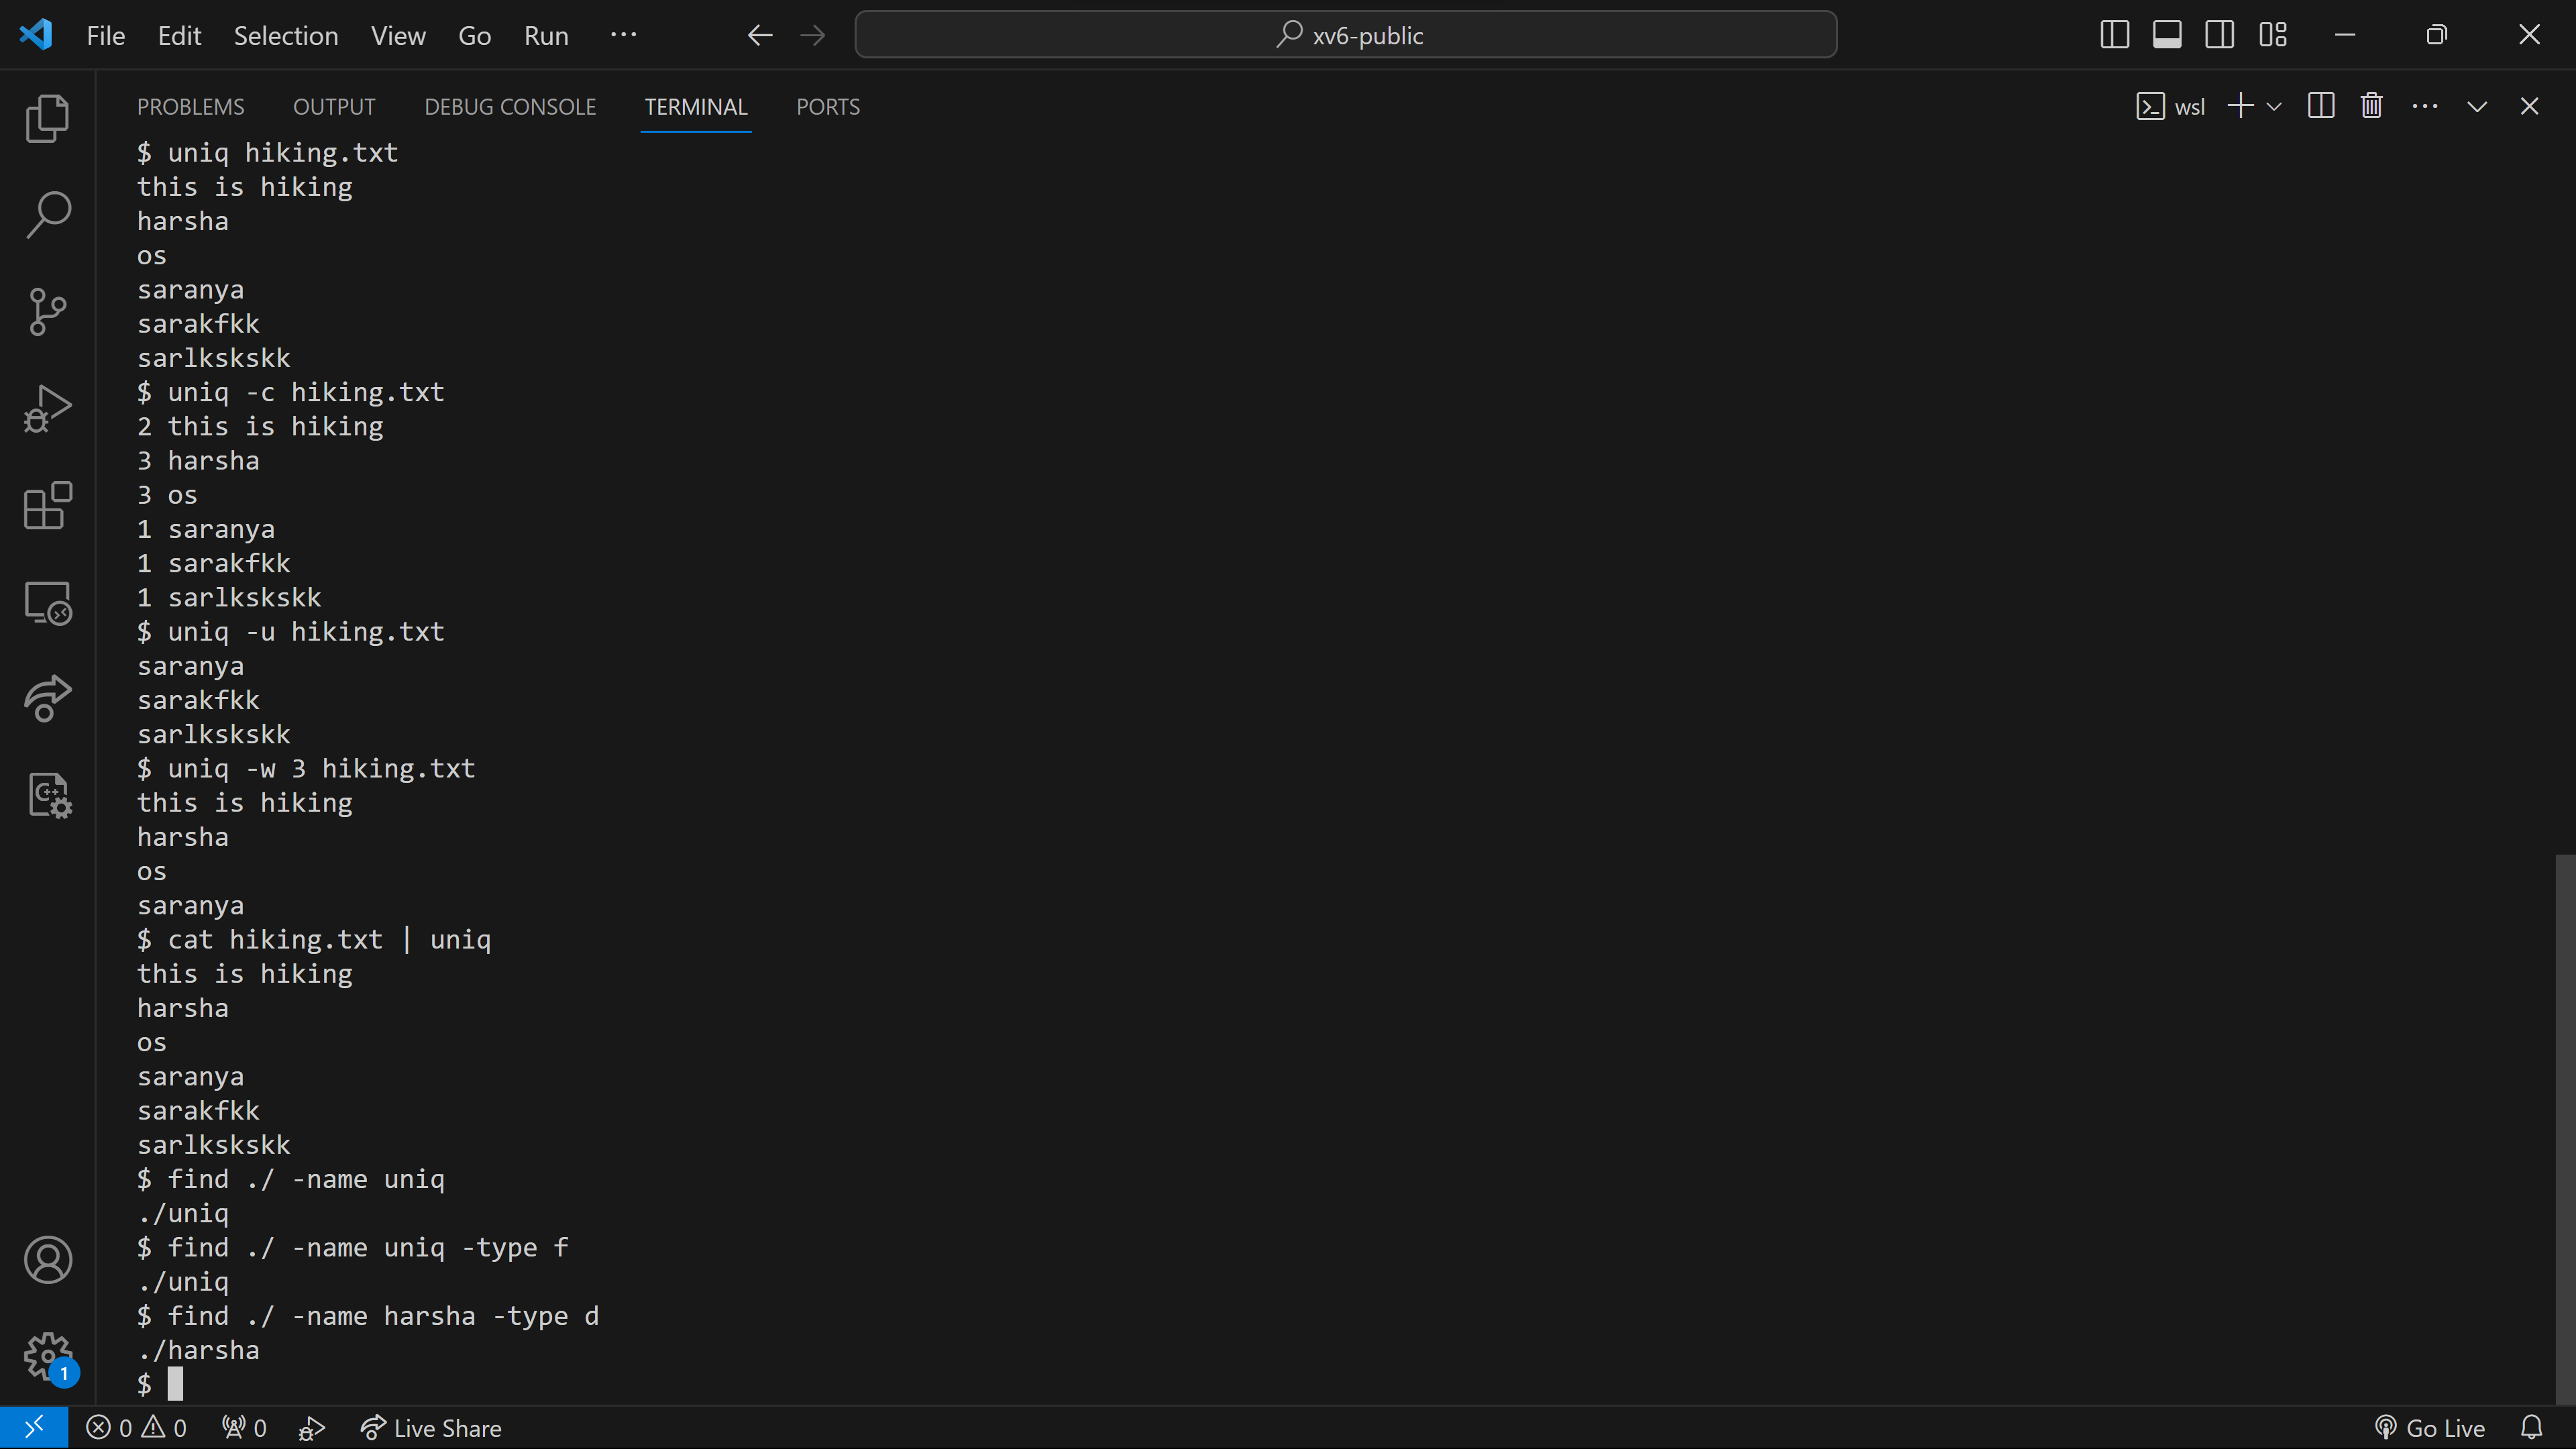 File Edit Selection View Go Run ··· xv6-public
PROBLEMS OUTPUT DEBUG CONSOLE TERMINAL PORTS wsl
$ uniq hiking.txt
this is hiking
harsha
os
saranya
sarakfkk
sarlkskskk
$ uniq -c hiking.txt
2 this is hiking
3 harsha
3 os
1 saranya
1 sarakfkk
1 sarlkskskk
$ uniq -u hiking.txt
saranya
sarakfkk
sarlkskskk
$ uniq -w 3 hiking.txt
this is hiking
harsha
os
saranya
$ cat hiking.txt | uniq
this is hiking
harsha
os
saranya
sarakfkk
sarlkskskk
$ find ./ -name uniq
./uniq
$ find ./ -name uniq -type f
./uniq
$ find ./ -name harsha -type d
./harsha
$
1
0 0 0 Live Share Go Live